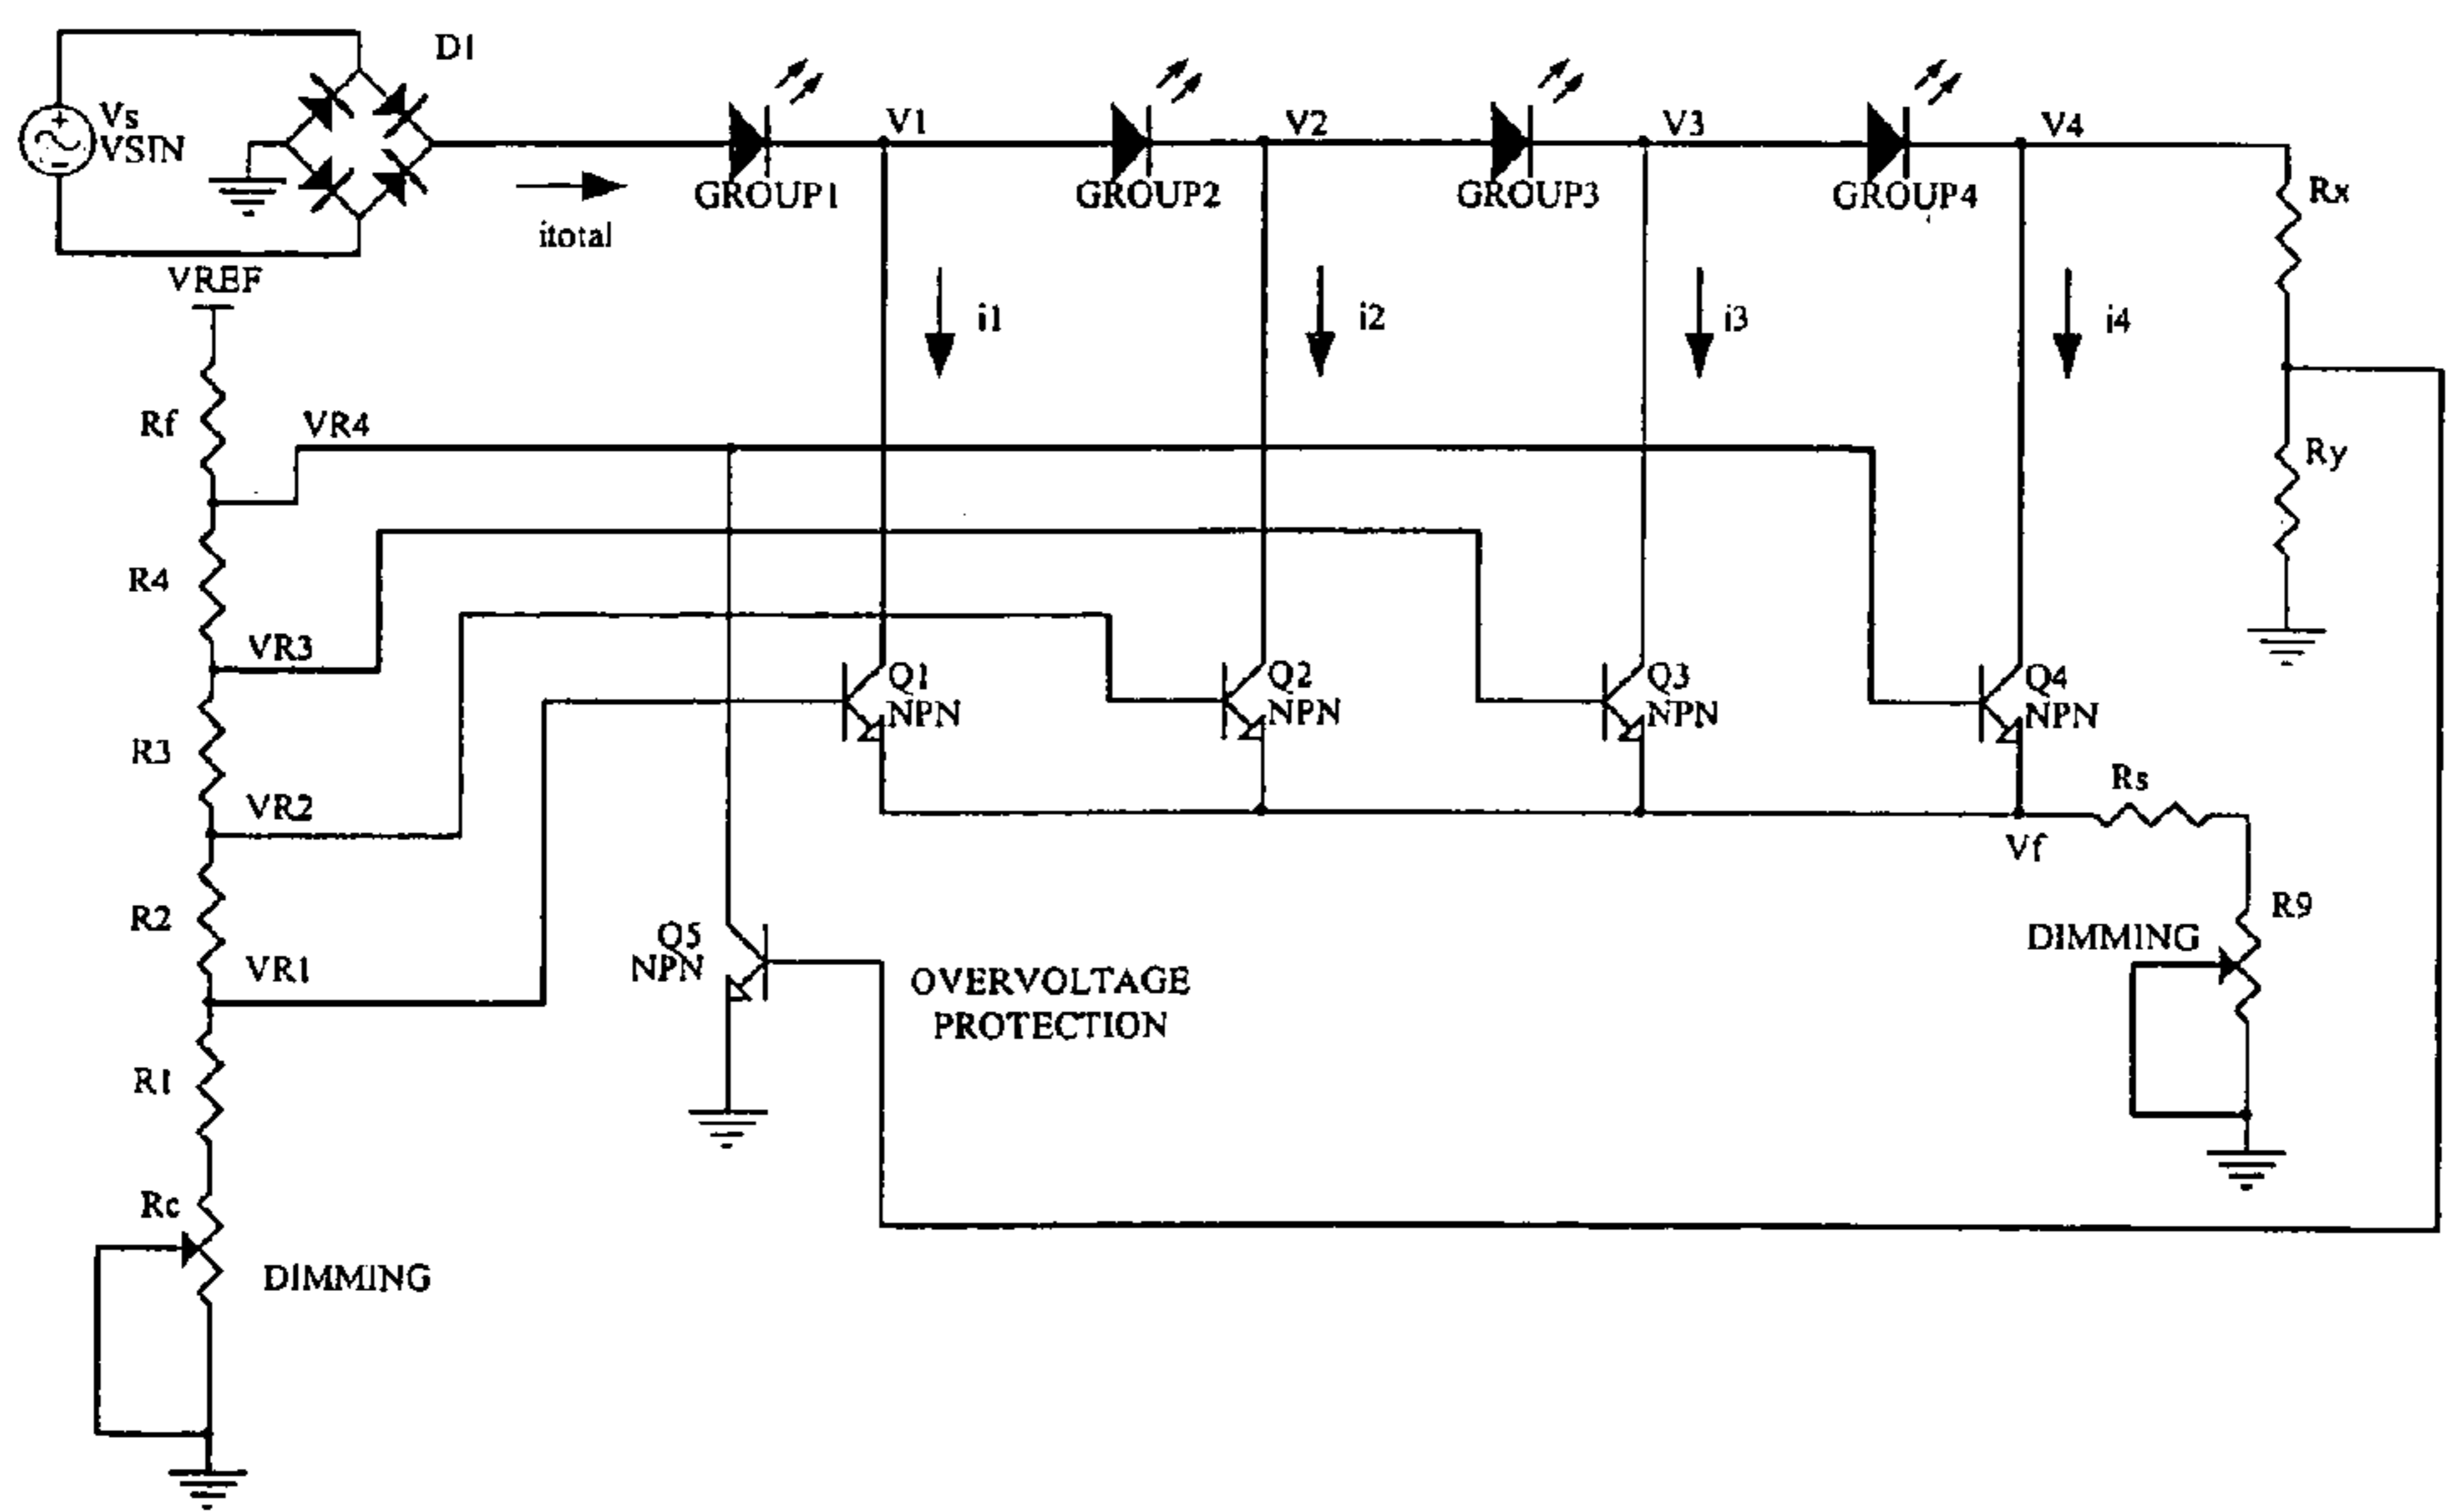 D1
Vs
VSIN
V1
V2
V3
V4
GROUP1
GROUP2
GROUP3
GROUP4
Rx
itotal
VREF
i1
i2
i3
i4
Rf
VR4
Ry
R4
VR3
Q1
NPN
Q2
NPN
Q3
NPN
Q4
NPN
R3
VR2
Rs
Vf
R2
R9
DIMMING
Q5
NPN
VR1
OVERVOLTAGE
PROTECTION
R1
Rc
DIMMING